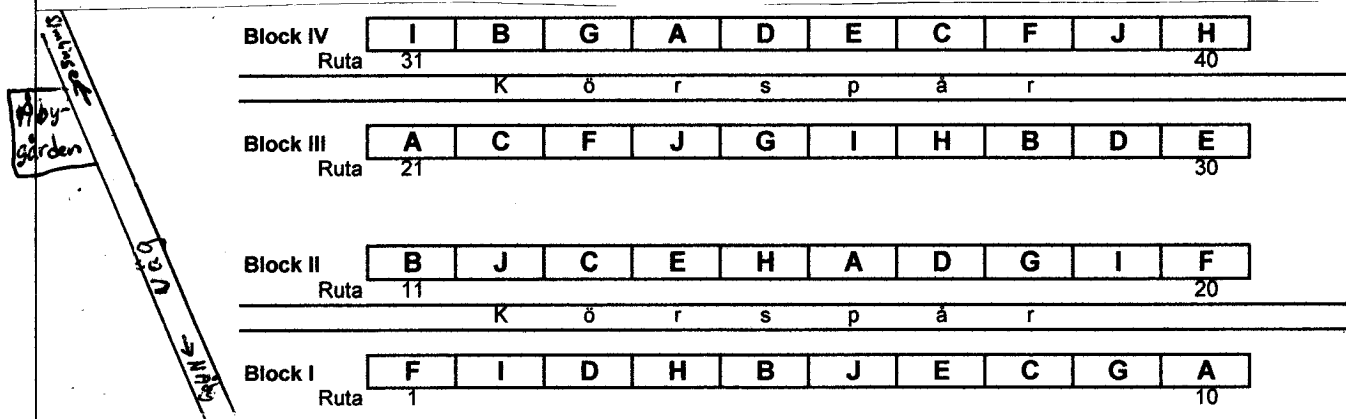 Block IV I B G A D E C F J H
Ruta 31 40
K ö r s p å r
Block III A C F J G I H B D E
Ruta 21 30
Block II B J C E H A D G I F
Ruta 11 20
K ö r s p å r
Block I F I D H B J E C G A
Ruta 1 10
by-
gården
Väg